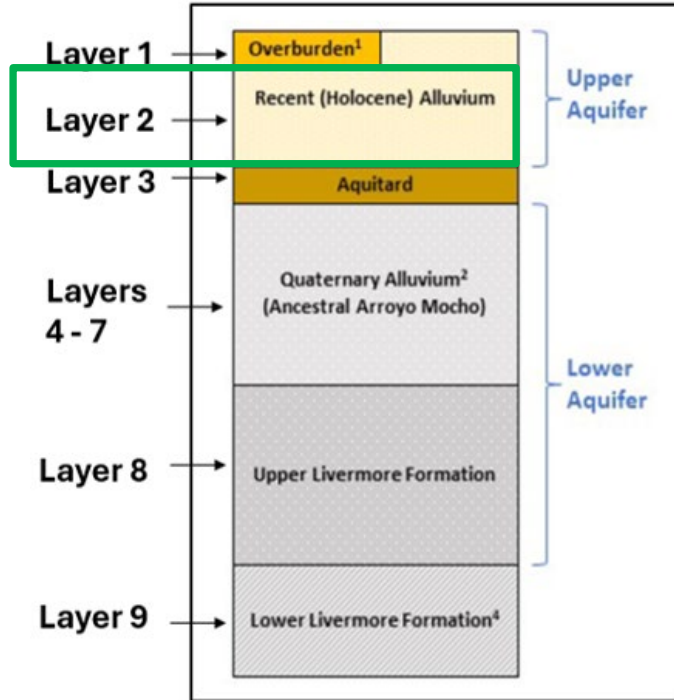 Layer 1
Overburden¹
Upper
Aquifer
Recent (Holocene) Alluvium
Layer 2
Layer 3
Aquitard
Quaternary Alluvium²
(Ancestral Arroyo Mocho)
Layers
4 - 7
Lower
Aquifer
Layer 8
Upper Livermore Formation
Layer 9
Lower Livermore Formation⁴